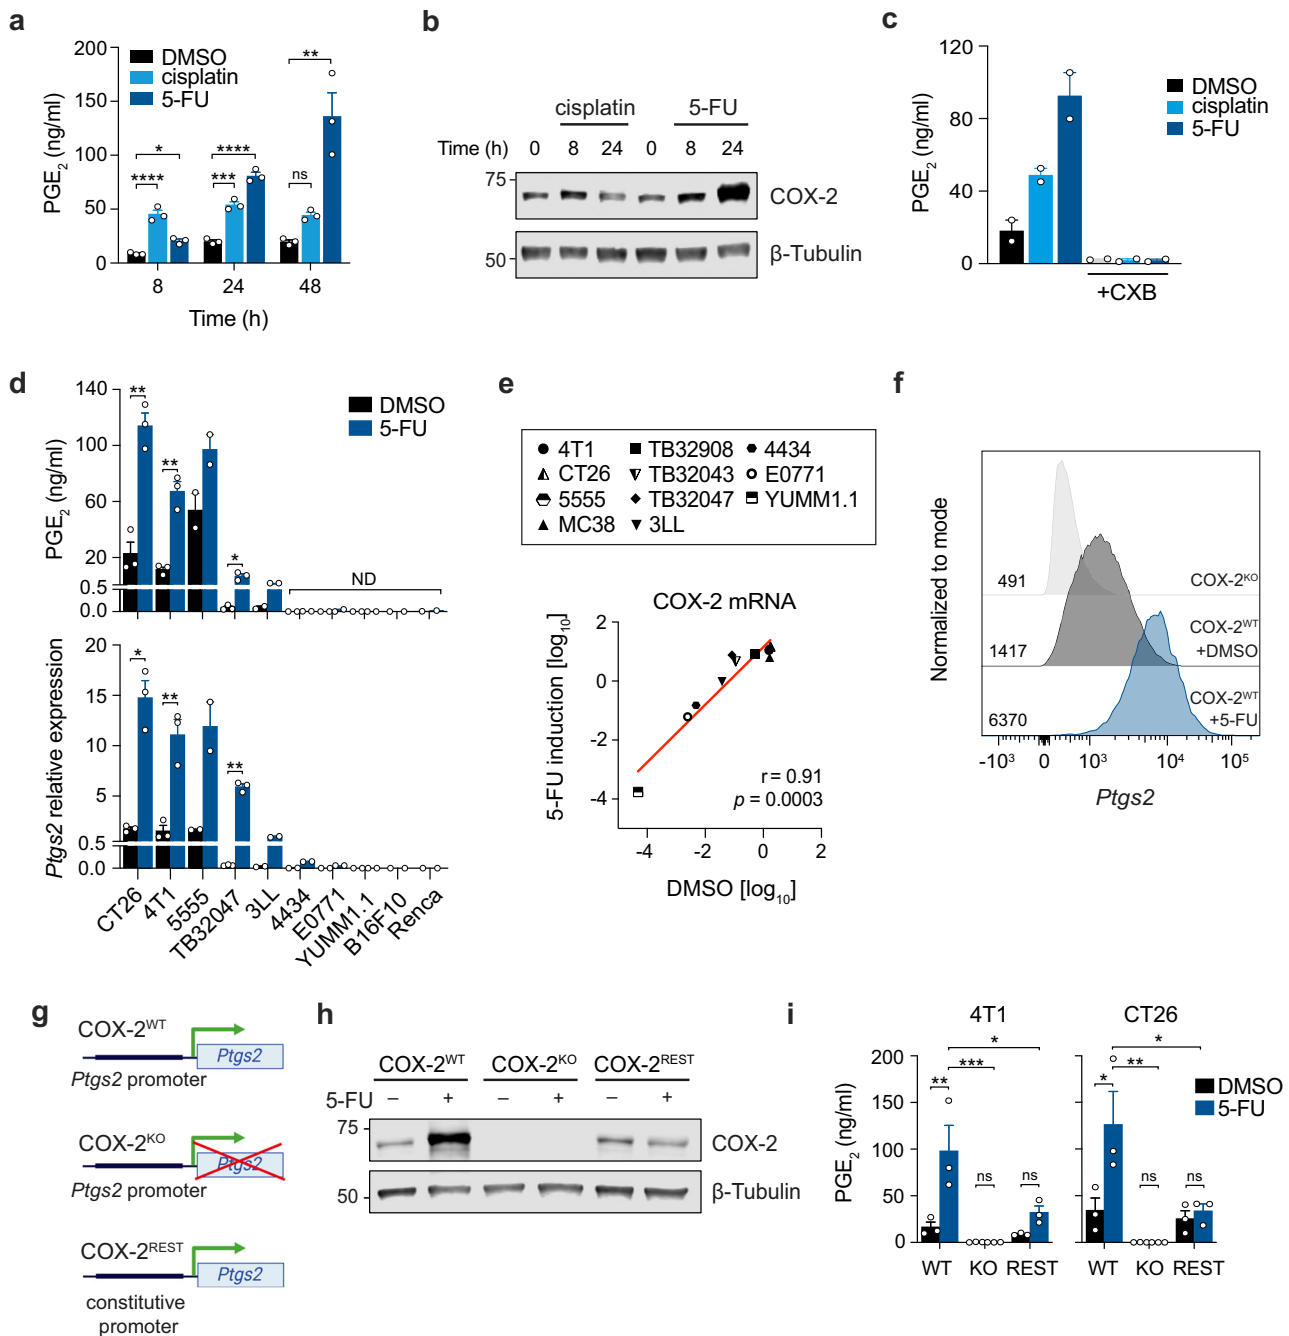 a
200
150
100
50
0
PGE2 (ng/ml)
DMSO
cisplatin
5-FU
**** * *** **** ns **
8 24 48
Time (h)
b
cisplatin 5-FU
Time (h) 0 8 24 0 8 24
75
COX-2
50
β-Tubulin
c
120
80
40
0
PGE2 (ng/ml)
DMSO
cisplatin
5-FU
+CXB
d
140
100
60
20
0.5
0.0
PGE2 (ng/ml)
DMSO
5-FU
** ** * ND
20
15
10
5
0.5
0.0
Ptgs2 relative expression
* ** **
CT26 4T1 5555 TB32047 3LL 4434 E0771 YUMM1.1 B16F10 Renca
e
4T1 TB32908 4434
CT26 TB32043 E0771
5555 TB32047 YUMM1.1
MC38 3LL
COX-2 mRNA
2
0
-2
-4
5-FU induction [log10]
r = 0.91
p = 0.0003
-4 -2 0 2
DMSO [log10]
f
Normalized to mode
491 COX-2KO
COX-2WT
1417 +DMSO
COX-2WT
6370 +5-FU
-10³ 0 10³ 10⁴ 10⁵
Ptgs2
g
COX-2WT
Ptgs2
Ptgs2 promoter
COX-2KO
Ptgs2
Ptgs2 promoter
COX-2REST
Ptgs2
constitutive
promoter
h
COX-2WT COX-2KO COX-2REST
5-FU – + – + – +
75
COX-2
50
β-Tubulin
i
4T1 CT26
200
150
100
50
0
PGE2 (ng/ml)
* *** ** ns ns
* ** * ns ns
DMSO
5-FU
WT KO REST WT KO REST